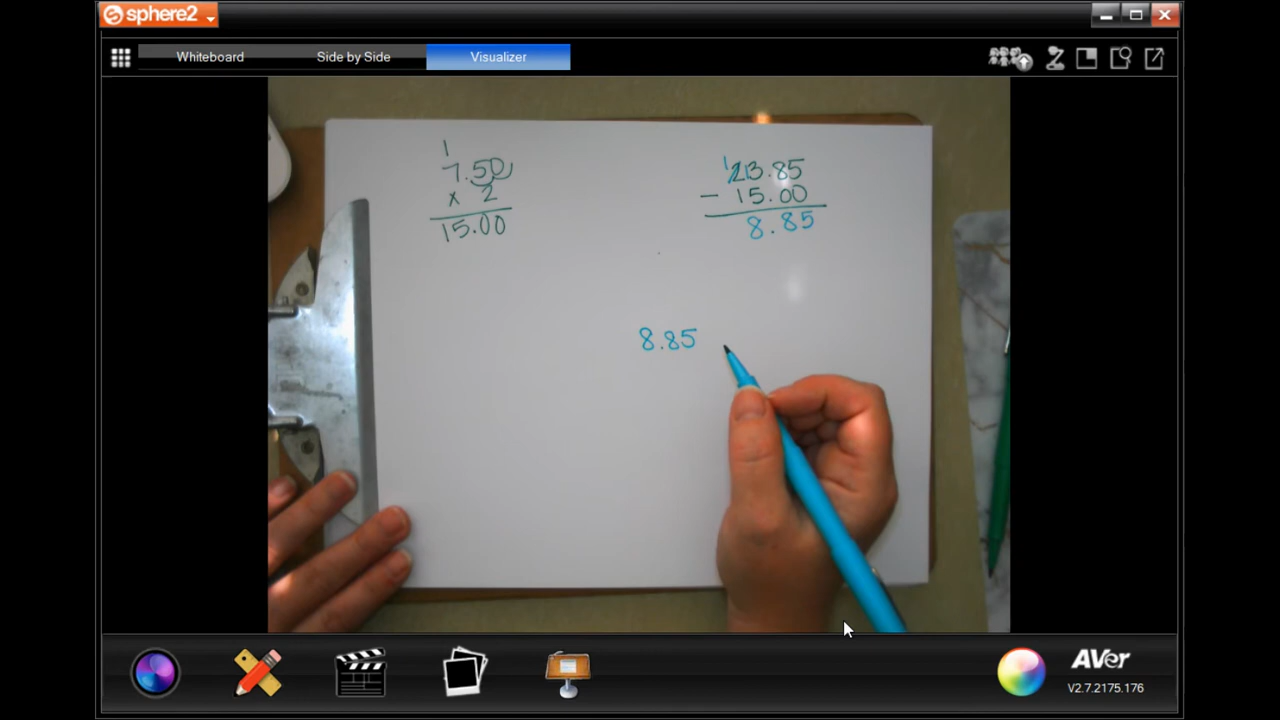 sphere2
Whiteboard Side by Side Visualizer
1
7.50
x 2
15.00
1 1
23.85
- 15.00
8.85
8.85
AVer
V2.7.2175.176